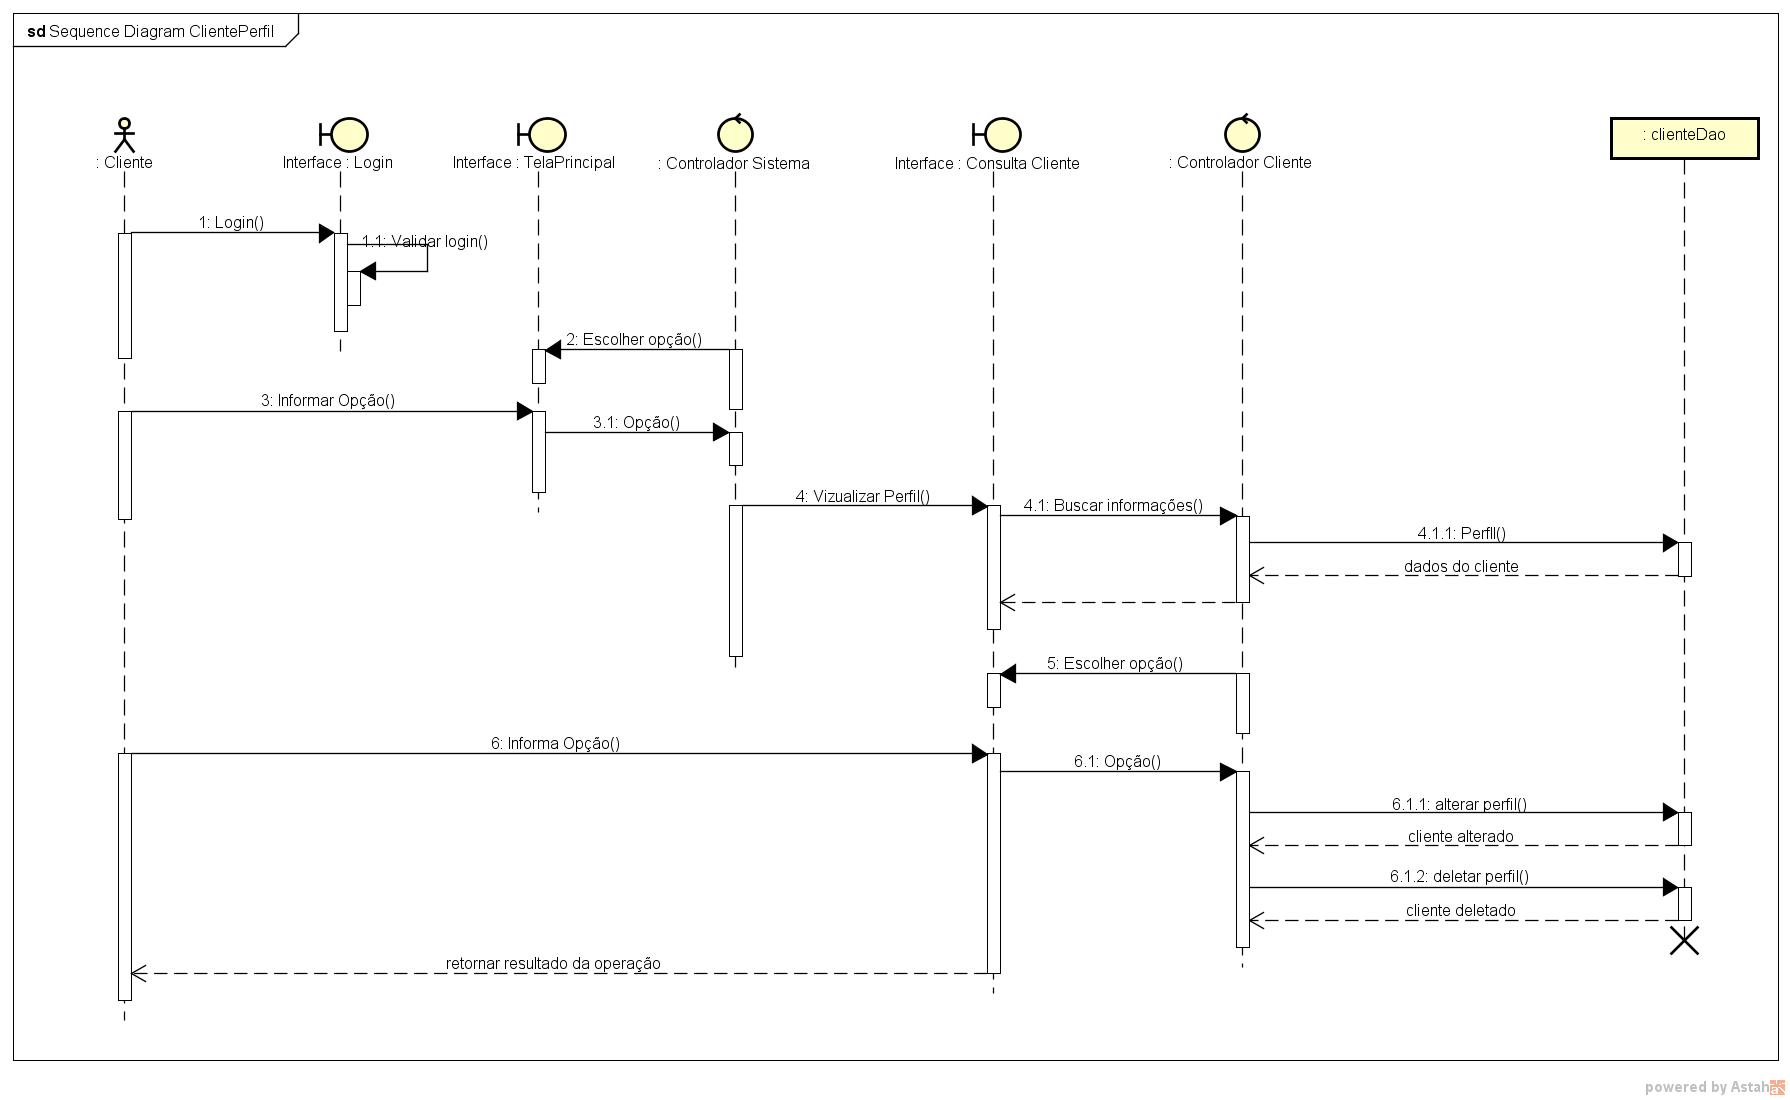 sd Sequence Diagram ClientePerfil
: Cliente
Interface : Login
Interface : TelaPrincipal
: Controlador Sistema
Interface : Consulta Cliente
: Controlador Cliente
: clienteDao
1: Login()
1.1: Validar login()
2: Escolher opção()
3: Informar Opção()
3.1: Opção()
4: Vizualizar Perfil()
4.1: Buscar informações()
4.1.1: Perfil()
dados do cliente
5: Escolher opção()
6: Informa Opção()
6.1: Opção()
6.1.1: alterar perfil()
cliente alterado
6.1.2: deletar perfil()
cliente deletado
retornar resultado da operação
powered by Astah